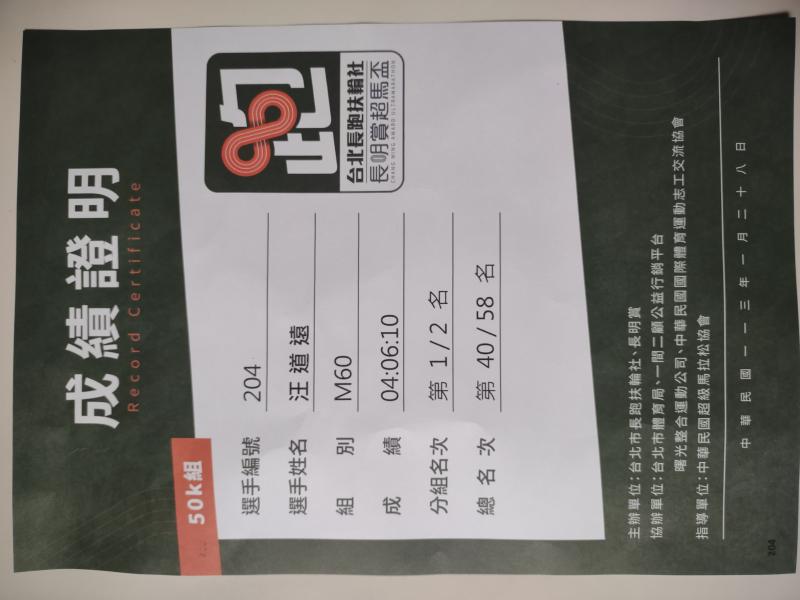 成績證明
Record Certificate
50k組
跑
台北長跑扶輪社
長明賞超馬盃
CHANG MING AWARD ULTRAMARATHON
選手編號 204
選手姓名 汪道遠
組別 M60
成績 04:06:10
分組名次 第 1 / 2 名
總名次 第 40 / 58 名
主辦單位：台北市長跑扶輪社、長明賞
協辦單位：台北市體育局、一間二顧公益行銷平台
曙光整合運動公司、中華民國國際體育運動志工交流協會
指導單位：中華民國超級馬拉松協會
中華民國一一三年一月二十八日
204